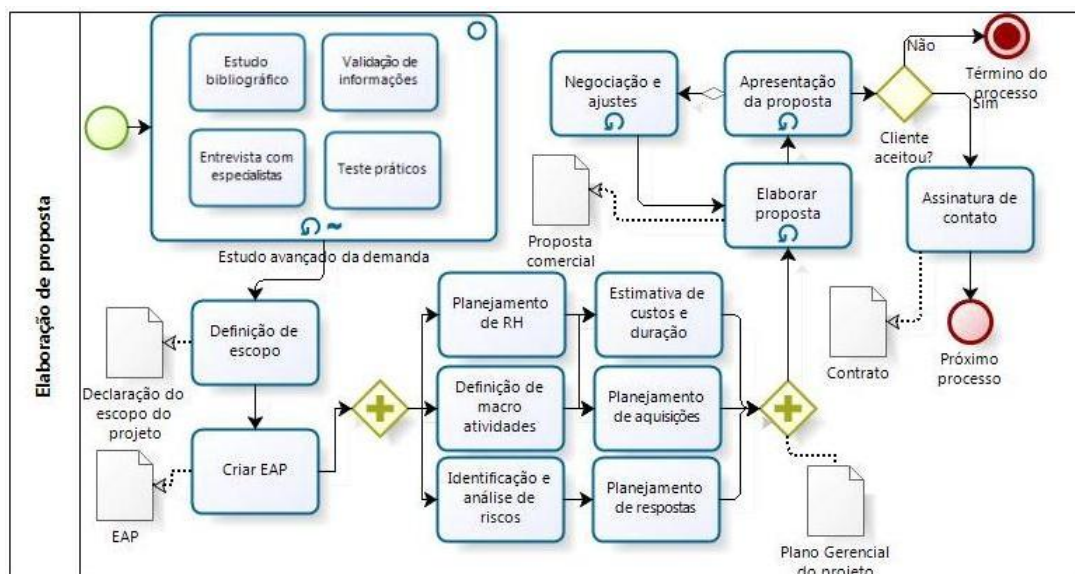 Elaboração de proposta
Estudo
bibliográfico
Validação de
informações
Entrevista com
especialistas
Teste práticos
Estudo avançado da demanda
Definição de
escopo
Declaração do
escopo do
projeto
Criar EAP
EAP
Planejamento
de RH
Definição de
macro
atividades
Identificação e
análise de
riscos
Estimativa de
custos e
duração
Planejamento
de aquisições
Planejamento
de respostas
Plano Gerencial
do projeto
Elaborar
proposta
Proposta
comercial
Negociação e
ajustes
Apresentação
da proposta
Cliente
aceitou?
Não
Término do
processo
Sim
Assinatura de
contato
Contrato
Próximo
processo